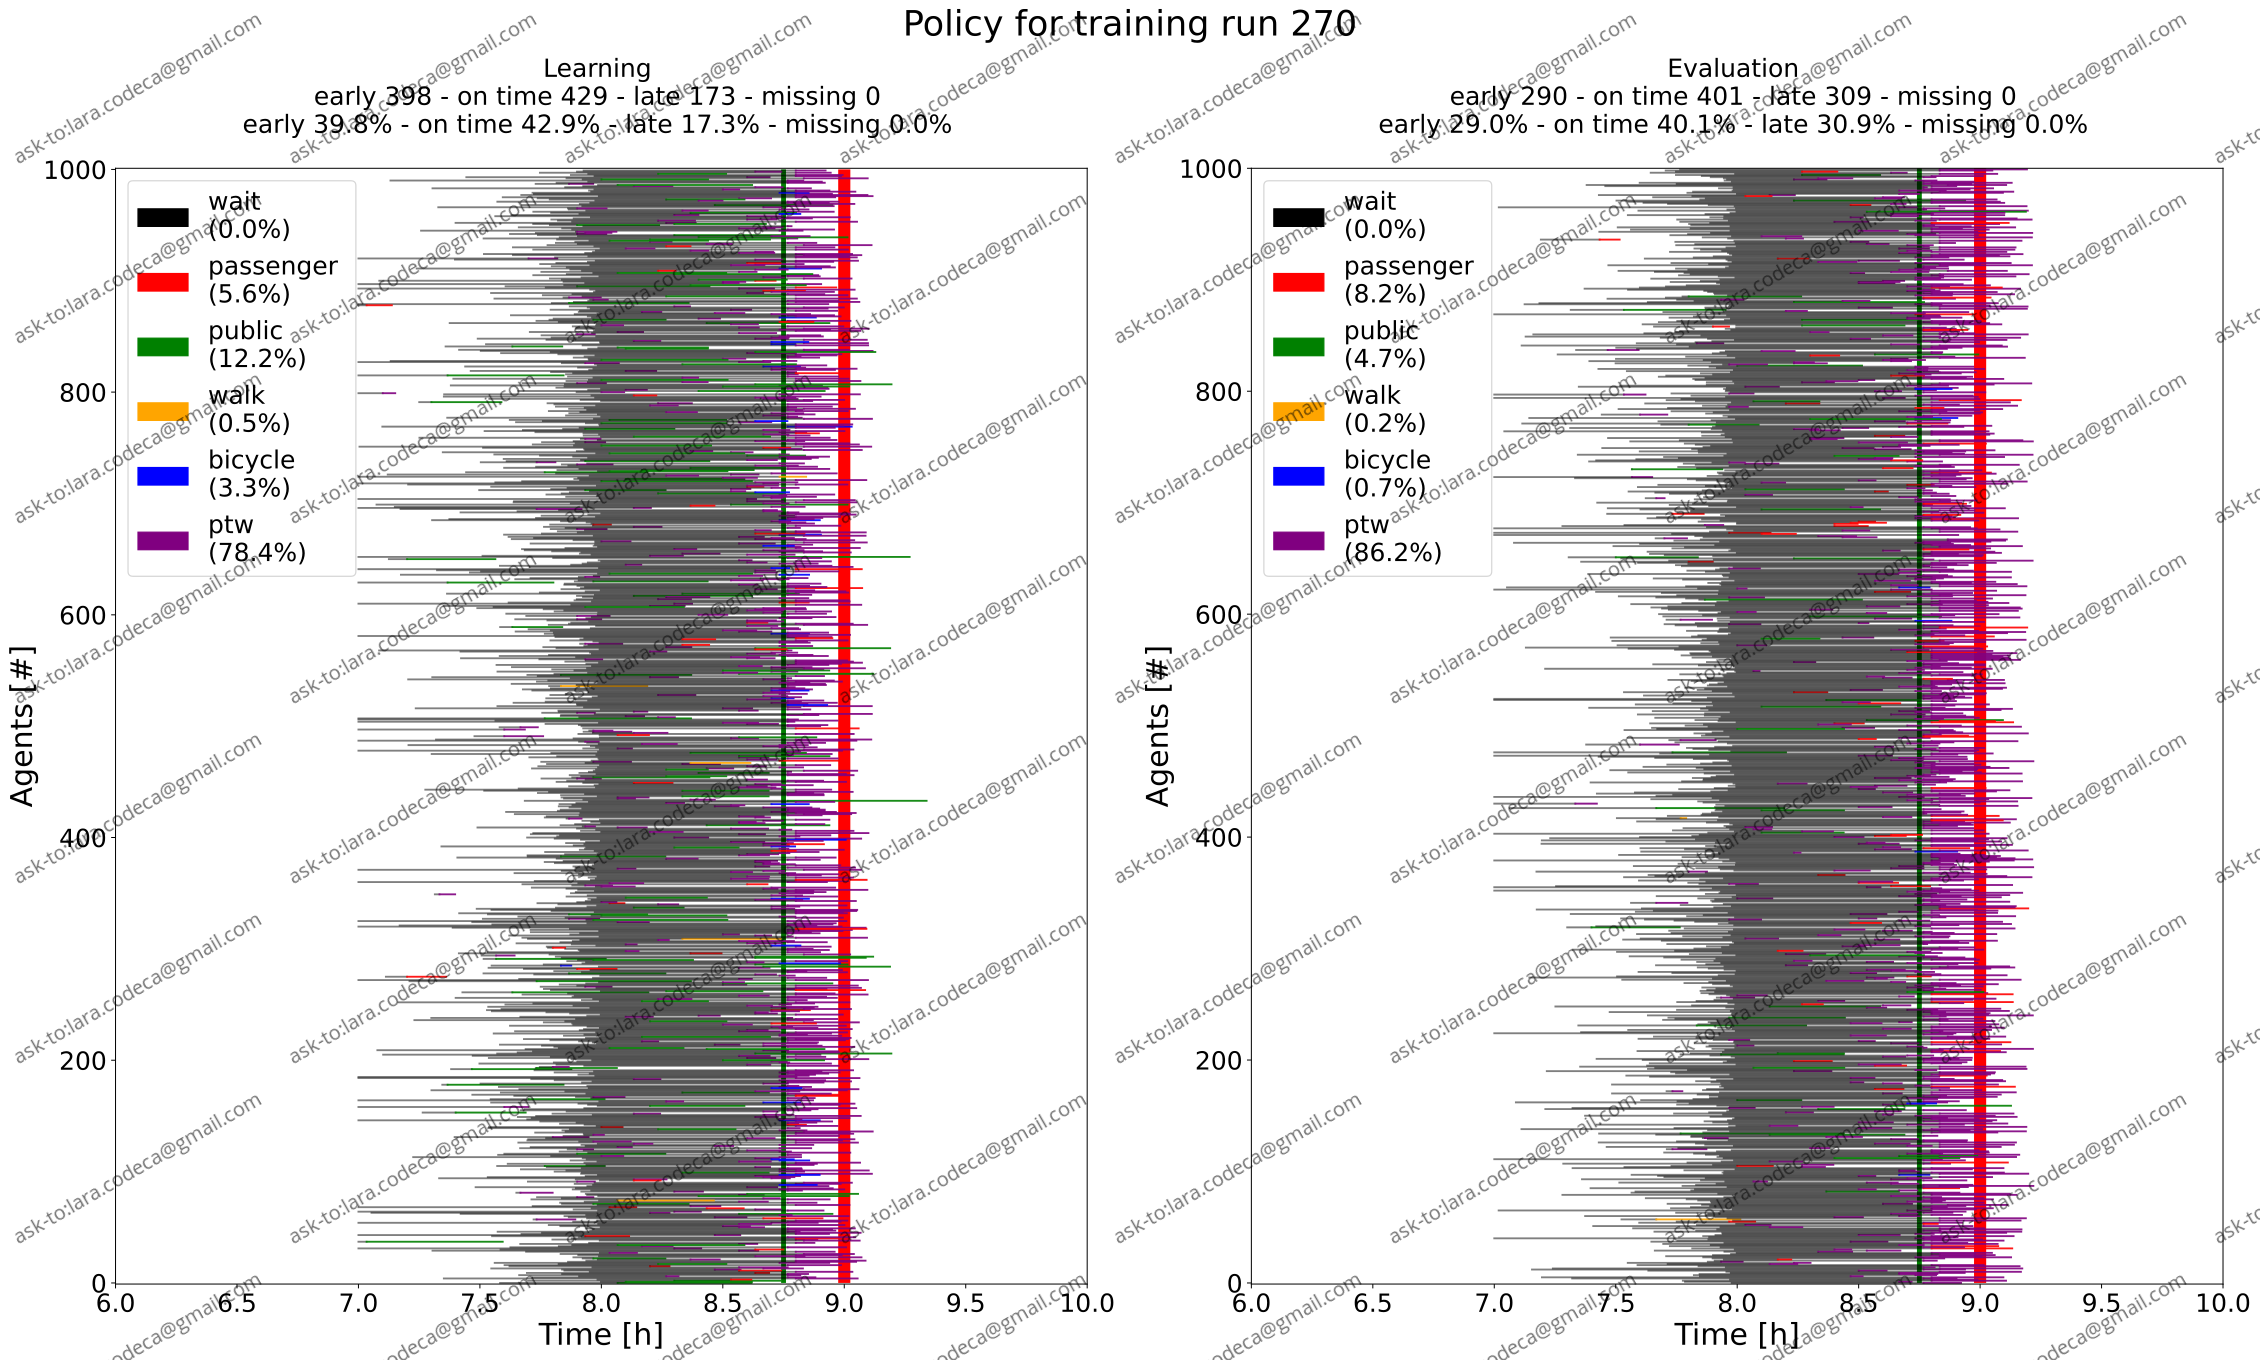 Policy for training run 270
Learning
early 398 - on time 429 - late 173 - missing 0
early 39.8% - on time 42.9% - late 17.3% - missing 0.0%
1000
800
600
400
200
0
Agents [#]
wait
(0.0%)
passenger
(5.6%)
public
(12.2%)
walk
(0.5%)
bicycle
(3.3%)
ptw
(78.4%)
6.0 6.5 7.0 7.5 8.0 8.5 9.0 9.5 10.0
Time [h]
Evaluation
early 290 - on time 401 - late 309 - missing 0
early 29.0% - on time 40.1% - late 30.9% - missing 0.0%
1000
800
600
400
200
0
Agents [#]
wait
(0.0%)
passenger
(8.2%)
public
(4.7%)
walk
(0.2%)
bicycle
(0.7%)
ptw
(86.2%)
6.0 6.5 7.0 7.5 8.0 8.5 9.0 9.5 10.0
Time [h]
ask-to:lara.codeca@gmail.com